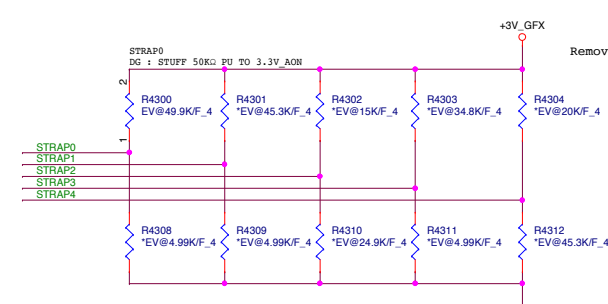 +3V_GFX
Remov
STRAP0
DG : STUFF 50KΩ PU TO 3.3V_AON
2
R4300 R4301 R4302 R4303 R4304
EV@49.9K/F_4 *EV@45.3K/F_4 *EV@15K/F_4 *EV@34.8K/F_4 *EV@20K/F_4
1
STRAP0
STRAP1
STRAP2
STRAP3
STRAP4
R4308 R4309 R4310 R4311 R4312
*EV@4.99K/F_4 *EV@4.99K/F_4 *EV@24.9K/F_4 *EV@4.99K/F_4 *EV@45.3K/F_4